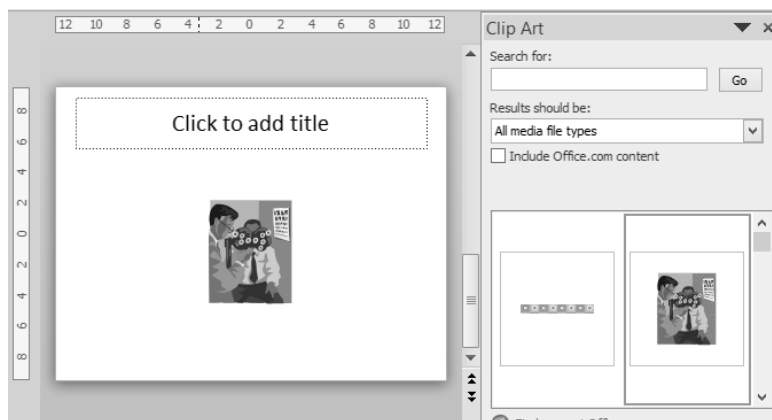 12 10 8 6 4 2 0 2 4 6 8 10 12
Clip Art
Search for:
Go
Results should be:
All media file types
Include Office.com content
8
6
4
2
0
2
4
6
8
Click to add title